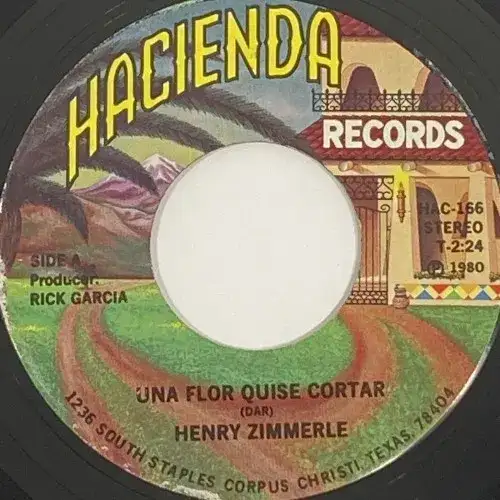 HACIENDA
RECORDS
HAC-166
STEREO
T-2:24
Ⓟ 1980
SIDE A
Producer:
RICK GARCIA
UNA FLOR QUISE CORTAR
(DAR)
HENRY ZIMMERLE
1236 SOUTH STAPLES CORPUS CHRISTI, TEXAS, 78404